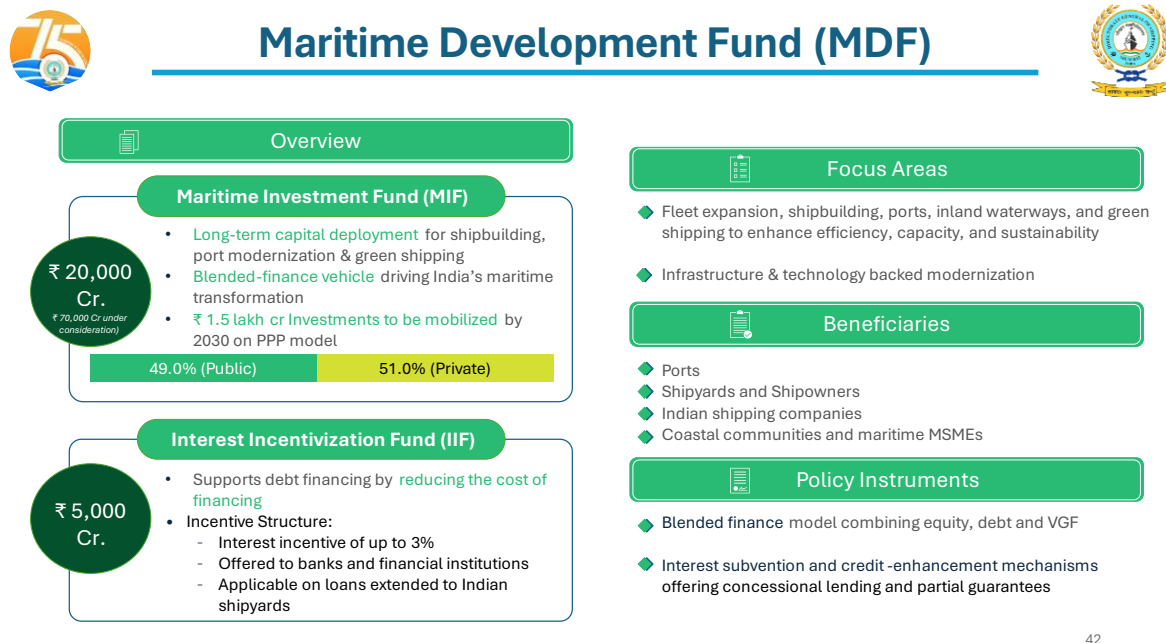 Maritime Development Fund (MDF)
75
Overview
Maritime Investment Fund (MIF)
₹ 20,000
Cr.
₹ 70,000 Cr under
consideration)
• Long-term capital deployment for shipbuilding,
port modernization & green shipping
• Blended-finance vehicle driving India's maritime
transformation
• ₹ 1.5 lakh cr Investments to be mobilized by
2030 on PPP model
49.0% (Public)
51.0% (Private)
Interest Incentivization Fund (IIF)
₹ 5,000
Cr.
• Supports debt financing by reducing the cost of
financing
• Incentive Structure:
- Interest incentive of up to 3%
- Offered to banks and financial institutions
- Applicable on loans extended to Indian
shipyards
Focus Areas
Fleet expansion, shipbuilding, ports, inland waterways, and green
shipping to enhance efficiency, capacity, and sustainability
Infrastructure & technology backed modernization
Beneficiaries
Ports
Shipyards and Shipowners
Indian shipping companies
Coastal communities and maritime MSMEs
Policy Instruments
Blended finance model combining equity, debt and VGF
Interest subvention and credit -enhancement mechanisms
offering concessional lending and partial guarantees
42